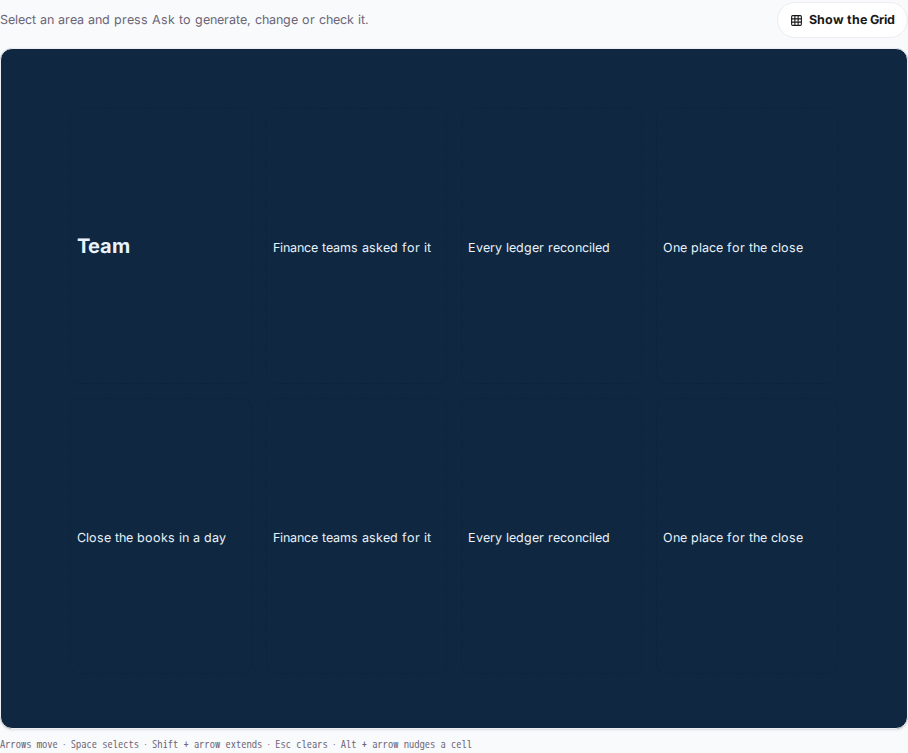 Select an area and press Ask to generate, change or check it.
Show the Grid
Team
Finance teams asked for it
Every ledger reconciled
One place for the close
Close the books in a day
Finance teams asked for it
Every ledger reconciled
One place for the close
Arrows move · Space selects · Shift + arrow extends · Esc clears · Alt + arrow nudges a cell